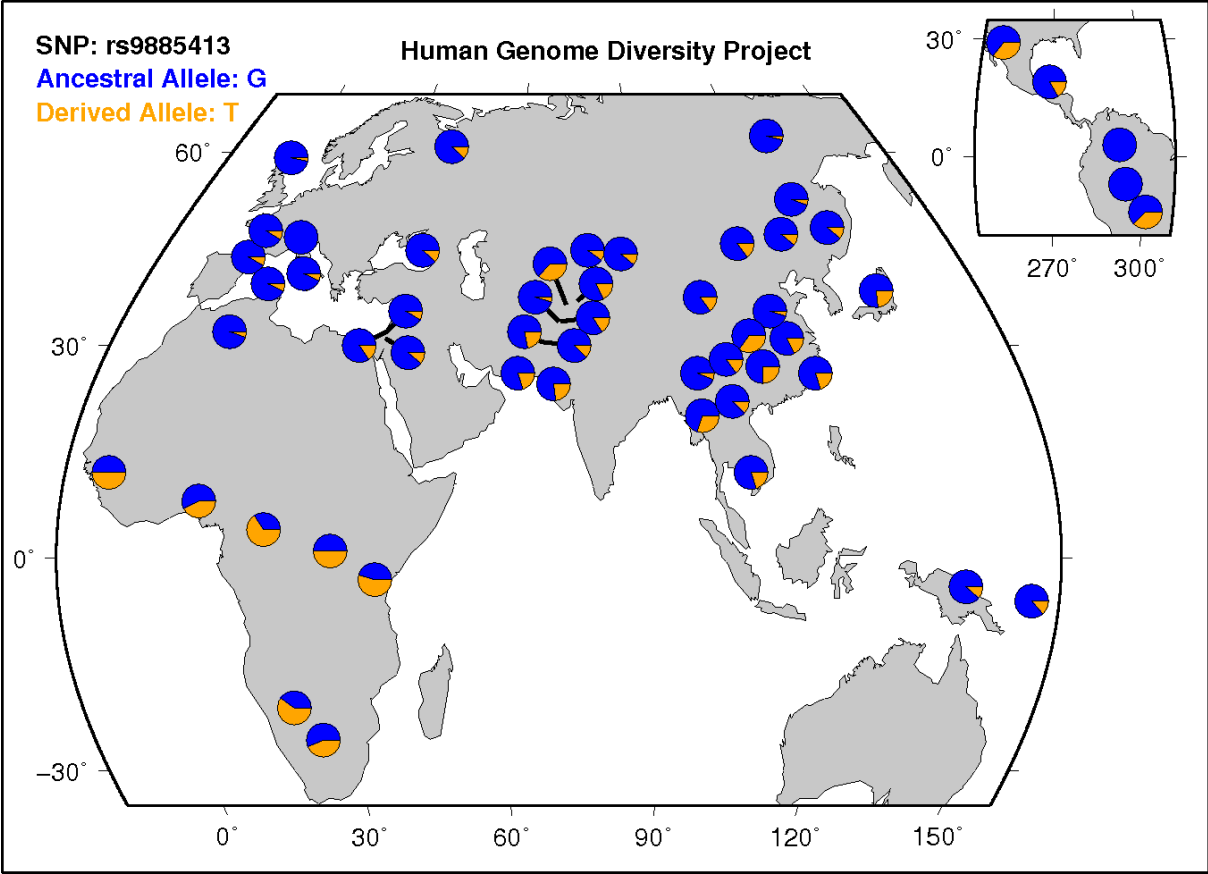 SNP: rs9885413
Ancestral Allele: G
Derived Allele: T
Human Genome Diversity Project
30°
0°
270° 300°
60°
30°
0°
−30°
0° 30° 60° 90° 120° 150°